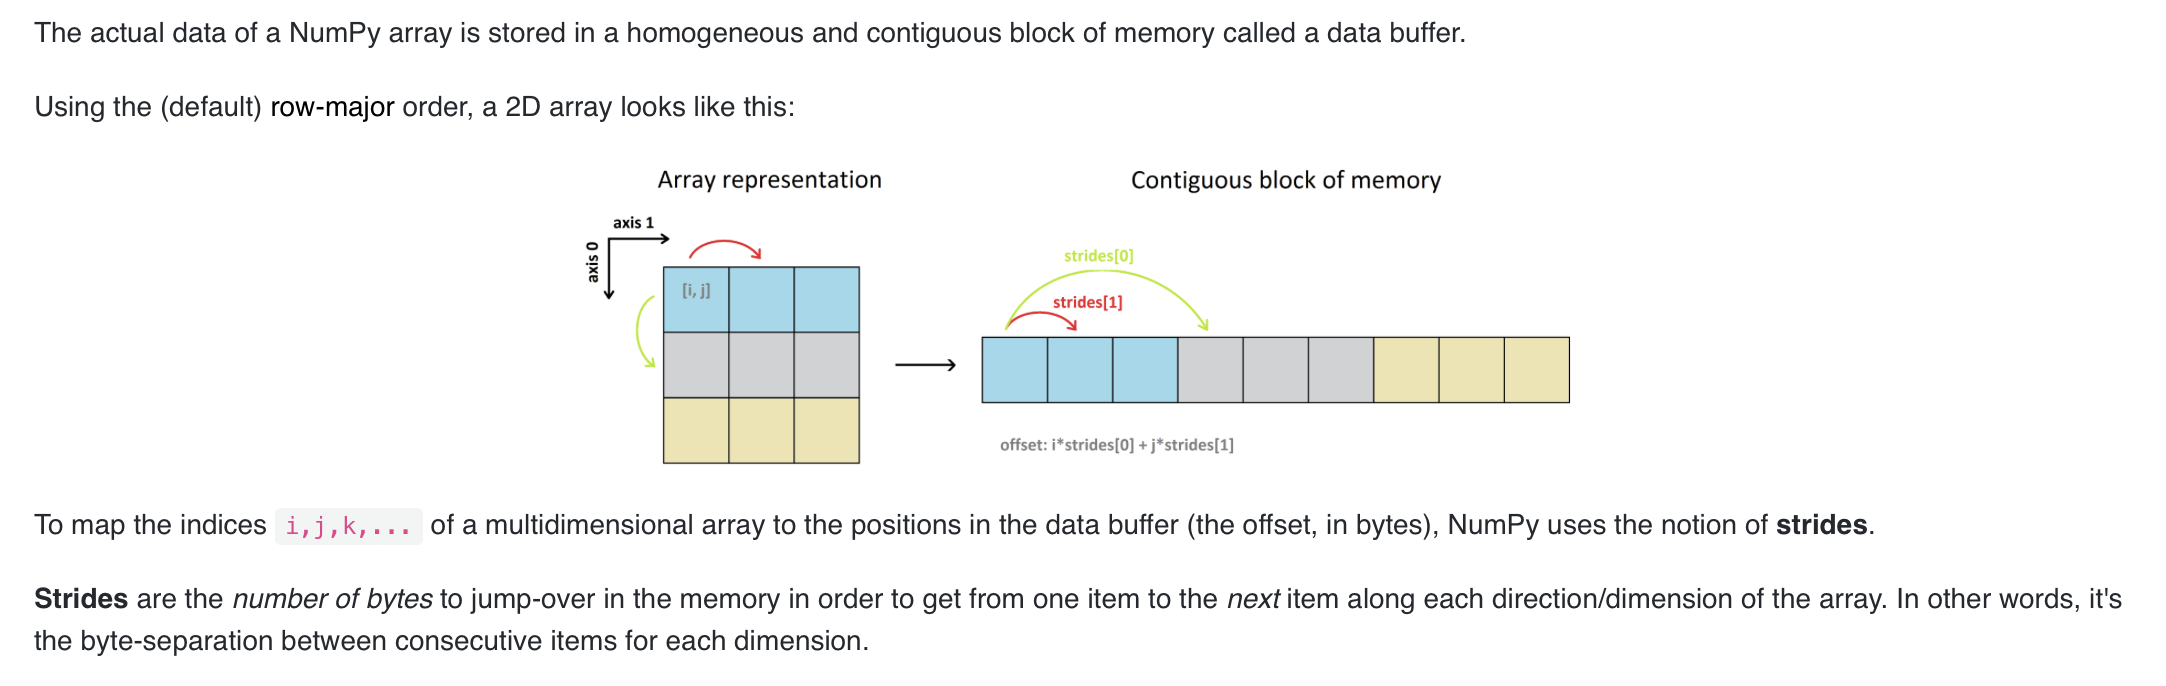 The actual data of a NumPy array is stored in a homogeneous and contiguous block of memory called a data buffer.
Using the (default) row-major order, a 2D array looks like this:
Array representation
Contiguous block of memory
axis 1
axis 0
[i, j]
strides[0]
strides[1]
offset: i*strides[0] + j*strides[1]
To map the indices i,j,k,... of a multidimensional array to the positions in the data buffer (the offset, in bytes), NumPy uses the notion of strides.
Strides are the number of bytes to jump-over in the memory in order to get from one item to the next item along each direction/dimension of the array. In other words, it's
the byte-separation between consecutive items for each dimension.